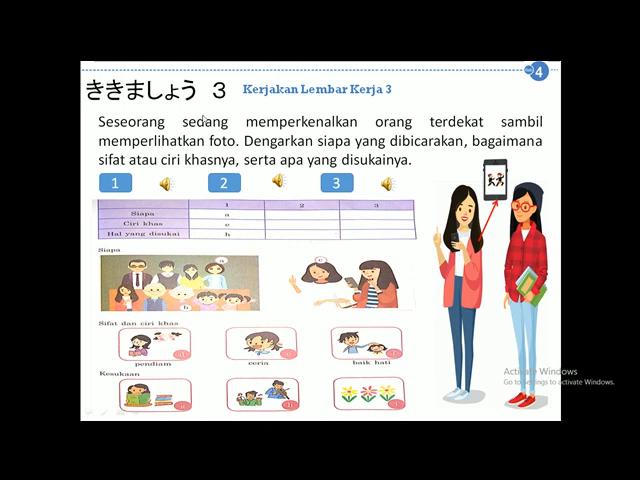 4
ききましょう 3 Kerjakan Lembar Kerja 3
Seseorang sedang memperkenalkan orang terdekat sambil
memperlihatkan foto. Dengarkan siapa yang dibicarakan, bagaimana
sifat atau ciri khasnya, serta apa yang disukainya.
1 2 3
1 2 3
Siapa a
Ciri khas e
Hal yang disukai h
Siapa
a
c
b
Sifat dan ciri khas
d e f
pendiam ceria baik hati
Kesukaan
g h i
Activate Windows
Go to Settings to activate Windows.